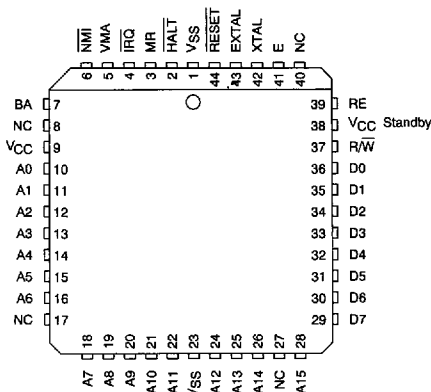 NMI VMA IRQ MR HALT VSS RESET EXTAL XTAL E NC
6 5 4 3 2 1 44 43 42 41 40
BA 7 39 RE
NC 8 38 VCC Standby
VCC 9 37 R/W
A0 10 36 D0
A1 11 35 D1
A2 12 34 D2
A3 13 33 D3
A4 14 32 D4
A5 15 31 D5
A6 16 30 D6
NC 17 29 D7
18 19 20 21 22 23 24 25 26 27 28
A7 A8 A9 A10 A11 VSS A12 A13 A14 NC A15